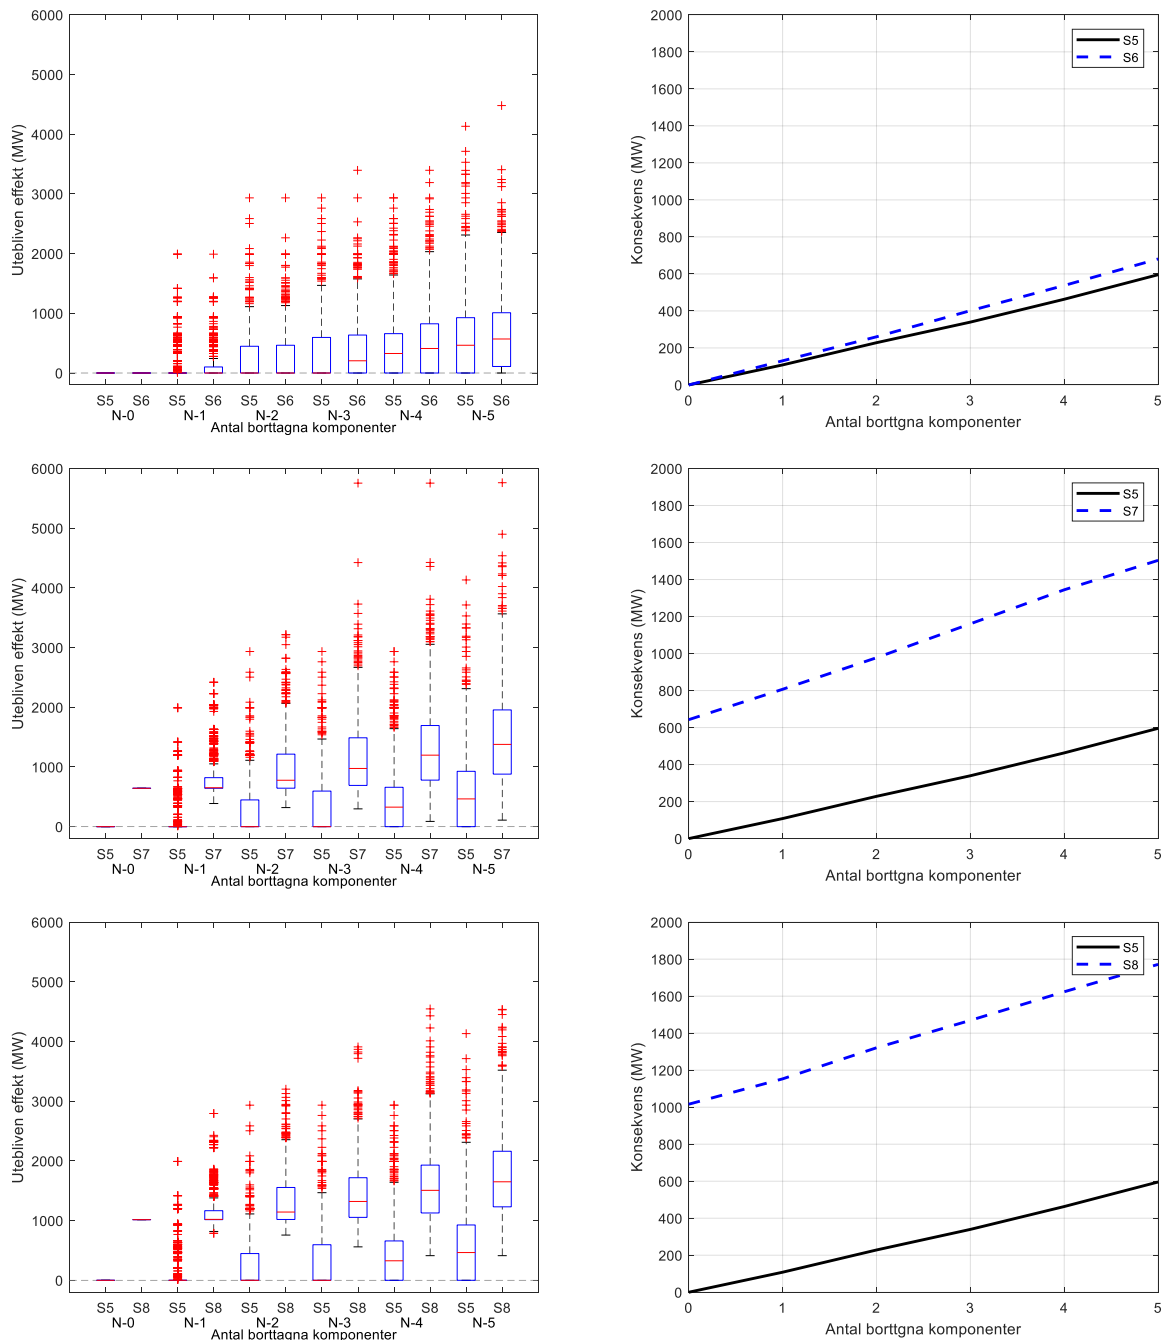 6000
5000
4000
3000
2000
1000
0
Utebliven effekt (MW)
S5 S6 S5 S6 S5 S6 S5 S6 S5 S6 S5 S6
N-0 N-1 N-2 N-3 N-4 N-5
Antal borttagna komponenter
2000
1800
1600
1400
1200
1000
800
600
400
200
0
Konsekvens (MW)
S5
S6
0 1 2 3 4 5
Antal borttgna komponenter
6000
5000
4000
3000
2000
1000
0
Utebliven effekt (MW)
S5 S7 S5 S7 S5 S7 S5 S7 S5 S7 S5 S7
N-0 N-1 N-2 N-3 N-4 N-5
Antal borttagna komponenter
2000
1800
1600
1400
1200
1000
800
600
400
200
0
Konsekvens (MW)
S5
S7
0 1 2 3 4 5
Antal borttgna komponenter
6000
5000
4000
3000
2000
1000
0
Utebliven effekt (MW)
S5 S8 S5 S8 S5 S8 S5 S8 S5 S8 S5 S8
N-0 N-1 N-2 N-3 N-4 N-5
Antal borttagna komponenter
2000
1800
1600
1400
1200
1000
800
600
400
200
0
Konsekvens (MW)
S5
S8
0 1 2 3 4 5
Antal borttgna komponenter